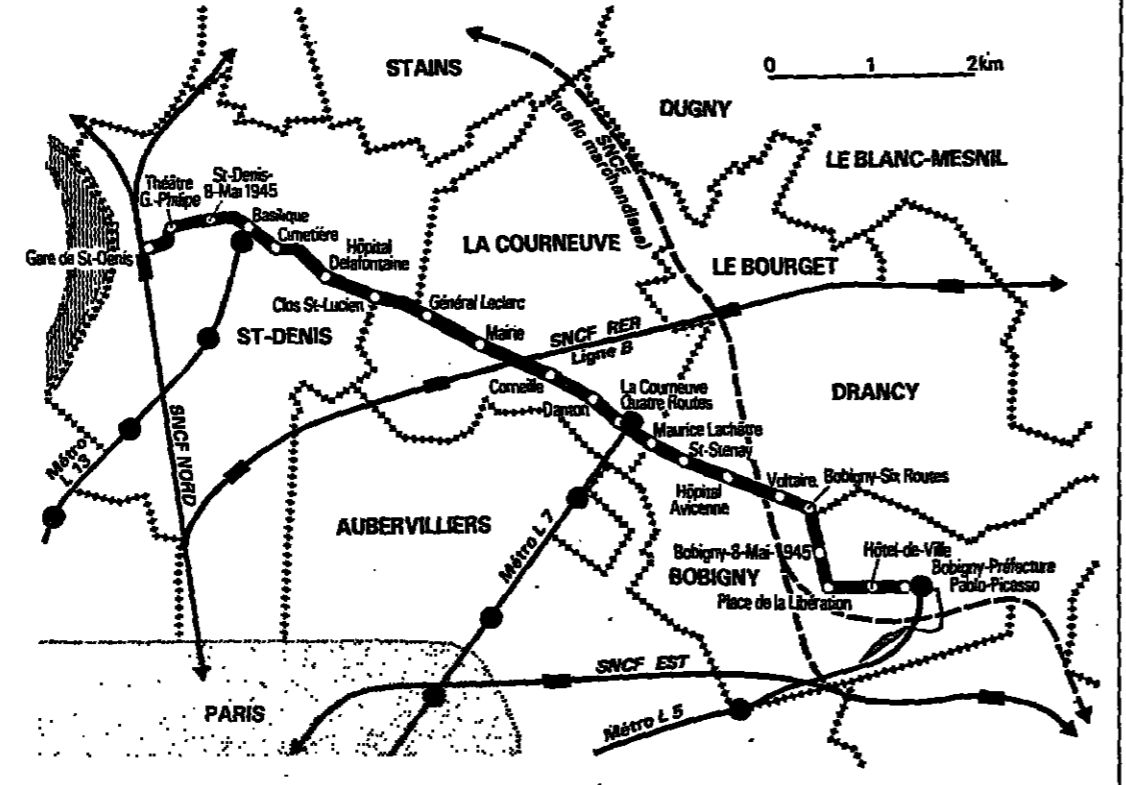 STAINS
0 1 2km
DUGNY
SNCF
(trafic marchandises)
LE BLANC-MESNIL
Théâtre
G.-Philipe
St-Denis-
8-Mai 1945
Basilique
Cimetière
Gare de St-Denis
Hôpital
Delafontaine
LA COURNEUVE
LE BOURGET
Clos St-Lucien
Général Leclerc
ST-DENIS
Mairie
SNCF RER
Ligne B
Corneille
Danton
La Courneuve
Quatre Routes
DRANCY
Maurice Lachâtre
St-Stenay
Métro
L 13
SNCF NORD
Hôpital
Avicenne
Voltaire
Bobigny-Six Routes
AUBERVILLIERS
Métro L 7
Bobigny-8-Mai-1945
Hôtel-de-Ville
BOBIGNY
Bobigny-Préfecture
Pablo-Picasso
Place de la Libération
SNCF EST
PARIS
Métro L 5